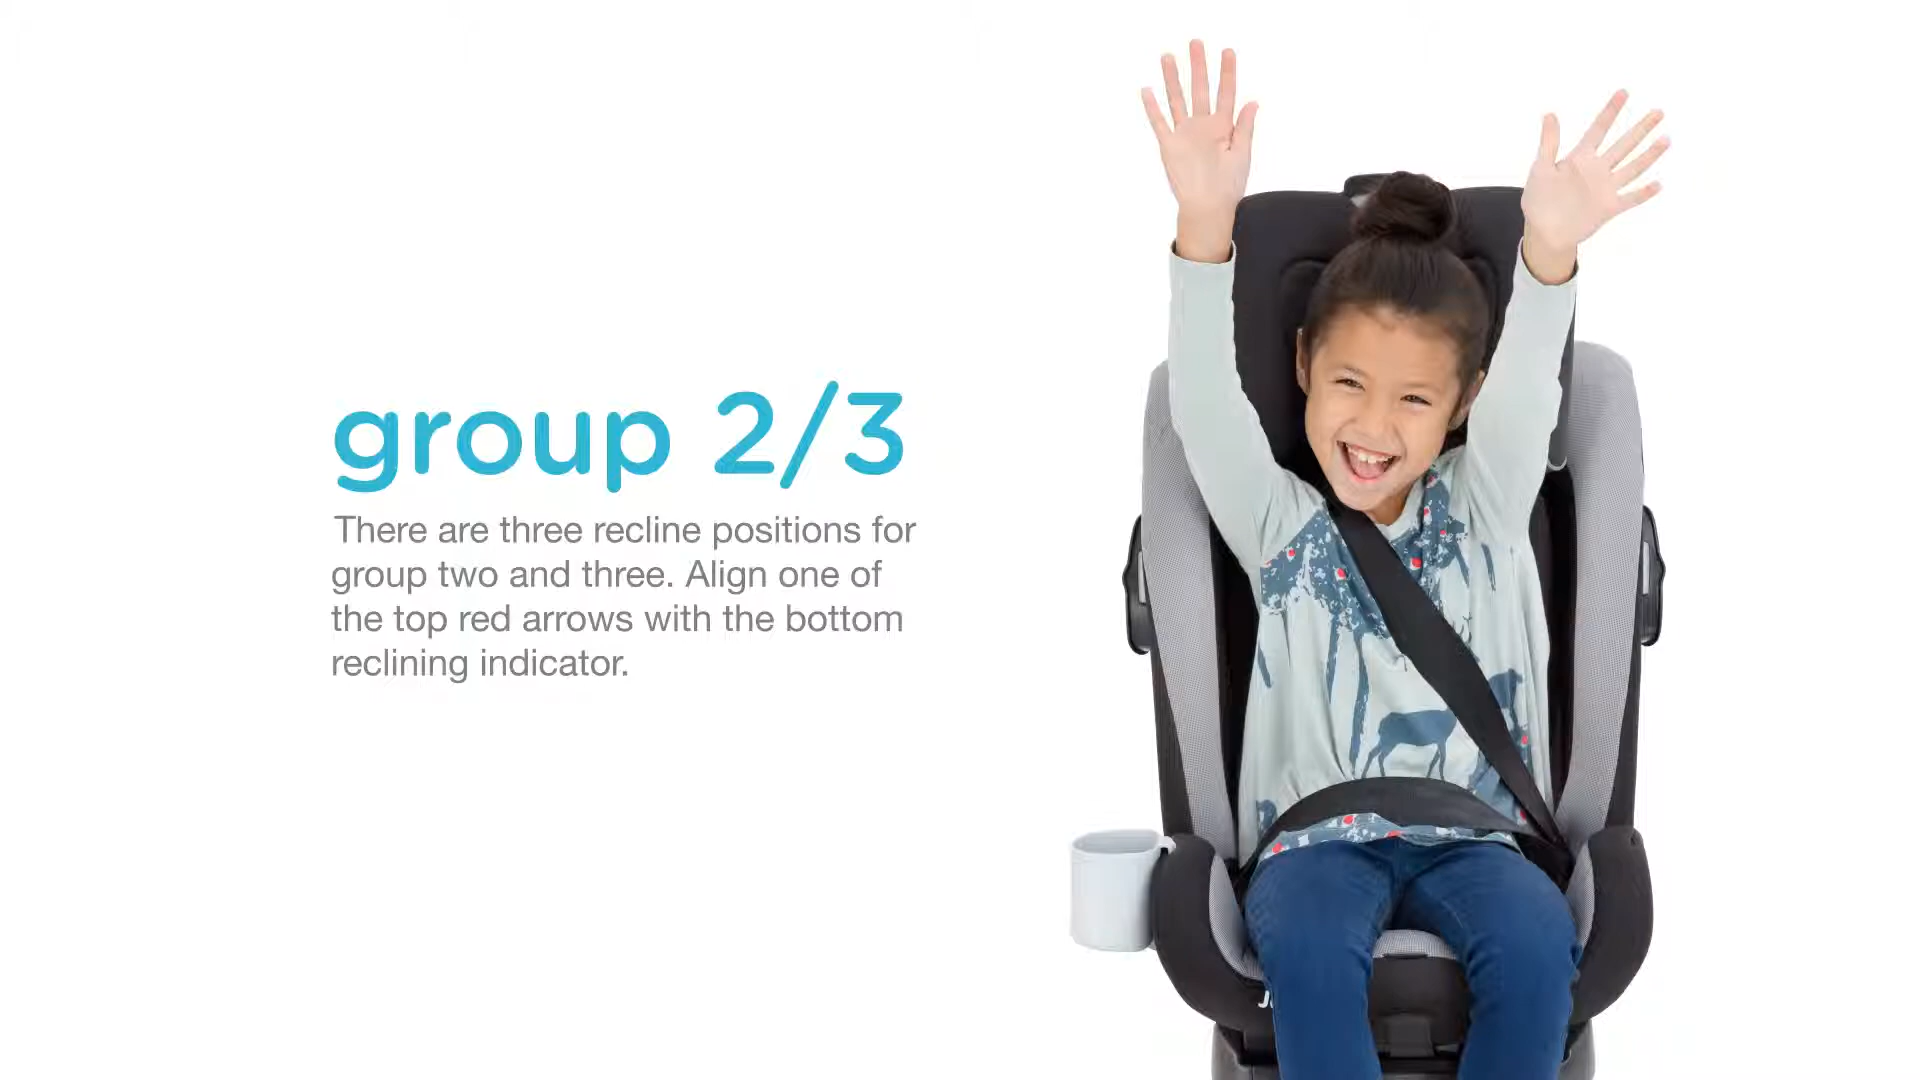 group 2/3
There are three recline positions for
group two and three. Align one of
the top red arrows with the bottom
reclining indicator.